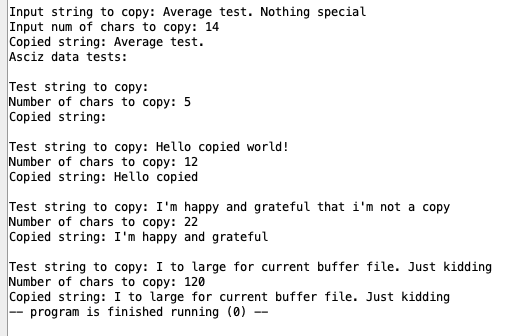 Input string to copy: Average test. Nothing special
Input num of chars to copy: 14
Copied string: Average test.
Asciz data tests:
Test string to copy:
Number of chars to copy: 5
Copied string:
Test string to copy: Hello copied world!
Number of chars to copy: 12
Copied string: Hello copied
Test string to copy: I'm happy and grateful that i'm not a copy
Number of chars to copy: 22
Copied string: I'm happy and grateful
Test string to copy: I to large for current buffer file. Just kidding
Number of chars to copy: 120
Copied string: I to large for current buffer file. Just kidding
-- program is finished running (0) --